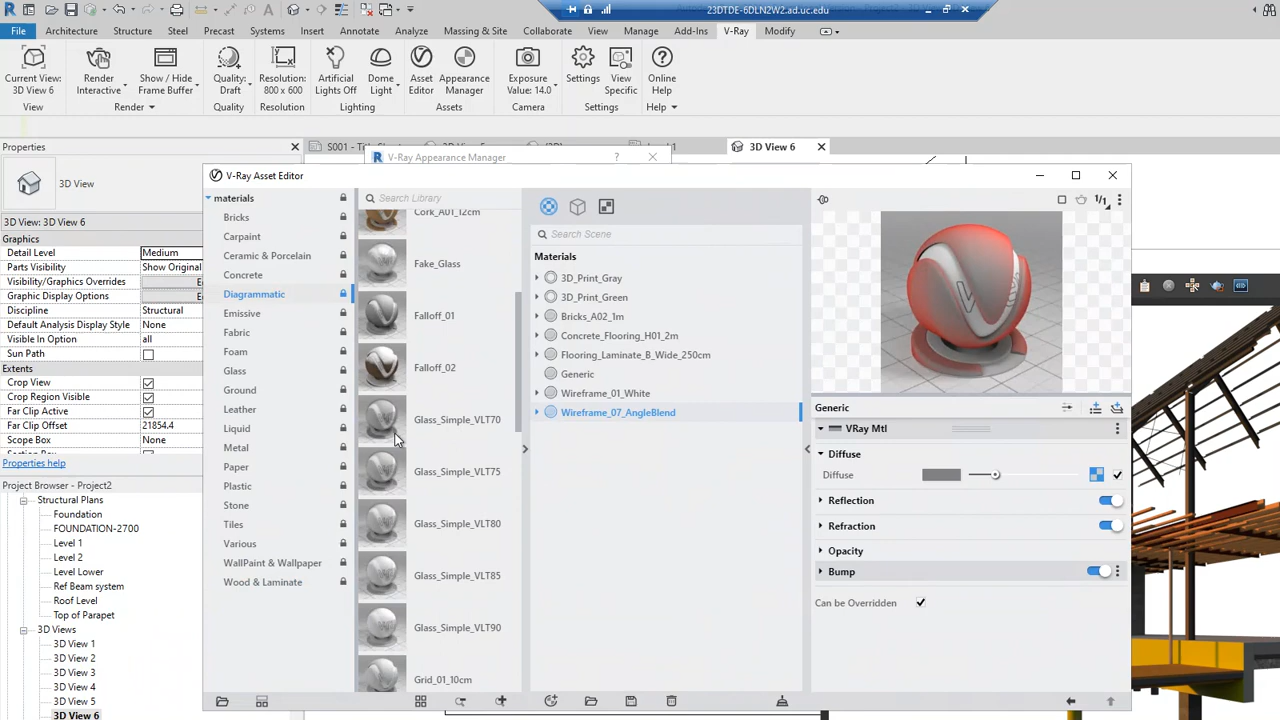 23DTDE-6DLN2W2.ad.uc.edu
File Architecture Structure Steel Precast Systems Insert Annotate Analyze Massing & Site Collaborate View Manage Add-Ins V-Ray Modify
Current View: 3D View 6
Render Interactive
Show / Hide Frame Buffer
Quality: Draft
Resolution: 800 x 600
Artificial Lights Off
Dome Light
Asset Editor
Appearance Manager
Exposure Value: 14.0
Settings
View Specific
Online Help
View Render Quality Resolution Lighting Assets Camera Settings Help
Properties
3D View 6
3D View
3D View: 3D View 6
Graphics
Detail Level Medium
Parts Visibility Show Original
Visibility/Graphics Overrides
Graphic Display Options
Discipline Structural
Default Analysis Display Style None
Visible In Option all
Sun Path
Extents
Crop View
Crop Region Visible
Far Clip Active
Far Clip Offset 21854.4
Scope Box None
Properties help
Project Browser - Project2
Structural Plans
Foundation
FOUNDATION-2700
Level 1
Level 2
Level Lower
Ref Beam system
Roof Level
Top of Parapet
3D Views
3D View 1
3D View 2
3D View 3
3D View 4
3D View 5
3D View 6
V-Ray Appearance Manager
?
V-Ray Asset Editor
materials
Bricks
Carpaint
Ceramic & Porcelain
Concrete
Diagrammatic
Emissive
Fabric
Foam
Glass
Ground
Leather
Liquid
Metal
Paper
Plastic
Stone
Tiles
Various
WallPaint & Wallpaper
Wood & Laminate
Search Library
Cork_A01_12cm
Fake_Glass
Falloff_01
Falloff_02
Glass_Simple_VLT70
Glass_Simple_VLT75
Glass_Simple_VLT80
Glass_Simple_VLT85
Glass_Simple_VLT90
Grid_01_10cm
Search Scene
Materials
3D_Print_Gray
3D_Print_Green
Bricks_A02_1m
Concrete_Flooring_H01_2m
Flooring_Laminate_B_Wide_250cm
Generic
Wireframe_01_White
Wireframe_07_AngleBlend
1/1
Generic
VRay Mtl
Diffuse
Diffuse
Reflection
Refraction
Opacity
Bump
Can be Overridden